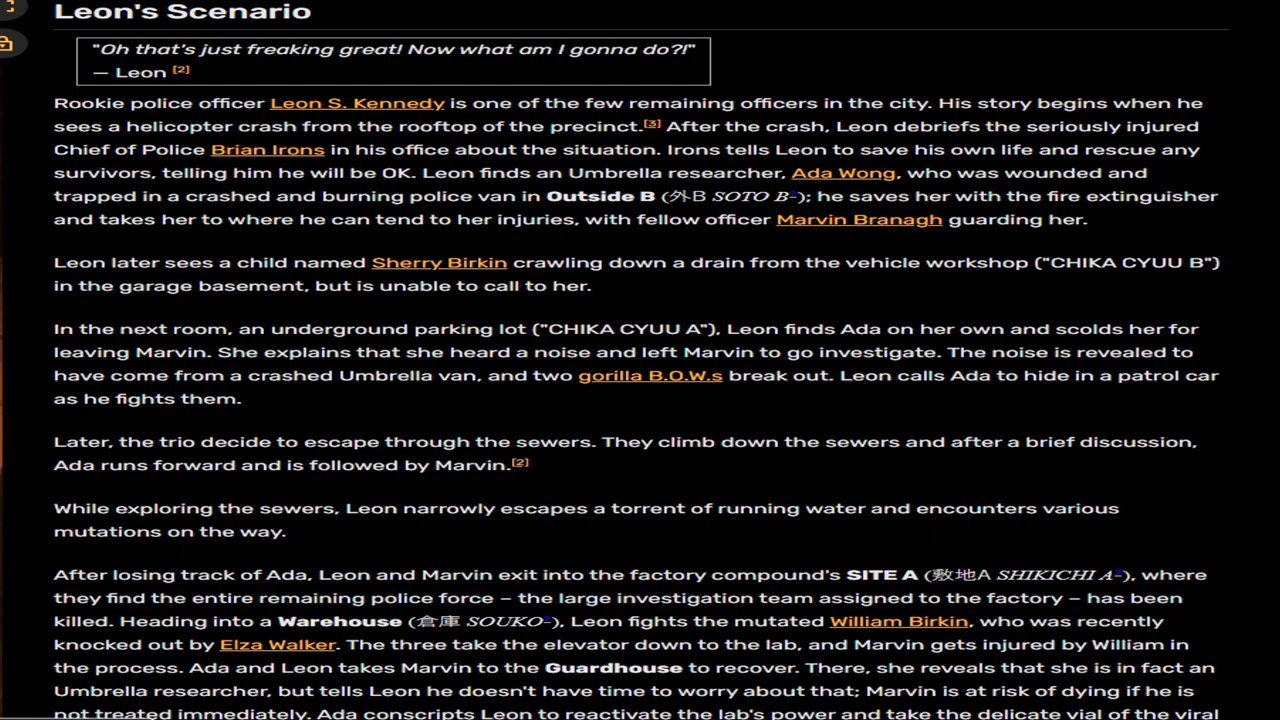 Leon's Scenario
"Oh that's just freaking great! Now what am I gonna do?!"
— Leon [2]
Rookie police officer Leon S. Kennedy is one of the few remaining officers in the city. His story begins when he
sees a helicopter crash from the rooftop of the precinct.[3] After the crash, Leon debriefs the seriously injured
Chief of Police Brian Irons in his office about the situation. Irons tells Leon to save his own life and rescue any
survivors, telling him he will be OK. Leon finds an Umbrella researcher, Ada Wong, who was wounded and
trapped in a crashed and burning police van in Outside B (外B SOTO B?); he saves her with the fire extinguisher
and takes her to where he can tend to her injuries, with fellow officer Marvin Branagh guarding her.
Leon later sees a child named Sherry Birkin crawling down a drain from the vehicle workshop ("CHIKA CYUU B")
in the garage basement, but is unable to call to her.
In the next room, an underground parking lot ("CHIKA CYUU A"), Leon finds Ada on her own and scolds her for
leaving Marvin. She explains that she heard a noise and left Marvin to go investigate. The noise is revealed to
have come from a crashed Umbrella van, and two gorilla B.O.W.s break out. Leon calls Ada to hide in a patrol car
as he fights them.
Later, the trio decide to escape through the sewers. They climb down the sewers and after a brief discussion,
Ada runs forward and is followed by Marvin.[2]
While exploring the sewers, Leon narrowly escapes a torrent of running water and encounters various
mutations on the way.
After losing track of Ada, Leon and Marvin exit into the factory compound's SITE A (敷地A SHIKICHI A?), where
they find the entire remaining police force – the large investigation team assigned to the factory – has been
killed. Heading into a Warehouse (倉庫 SOUKO?), Leon fights the mutated William Birkin, who was recently
knocked out by Elza Walker. The three take the elevator down to the lab, and Marvin gets injured by William in
the process. Ada and Leon takes Marvin to the Guardhouse to recover. There, she reveals that she is in fact an
Umbrella researcher, but tells Leon he doesn't have time to worry about that; Marvin is at risk of dying if he is
not treated immediately. Ada conscripts Leon to reactivate the lab's power and take the delicate vial of the viral